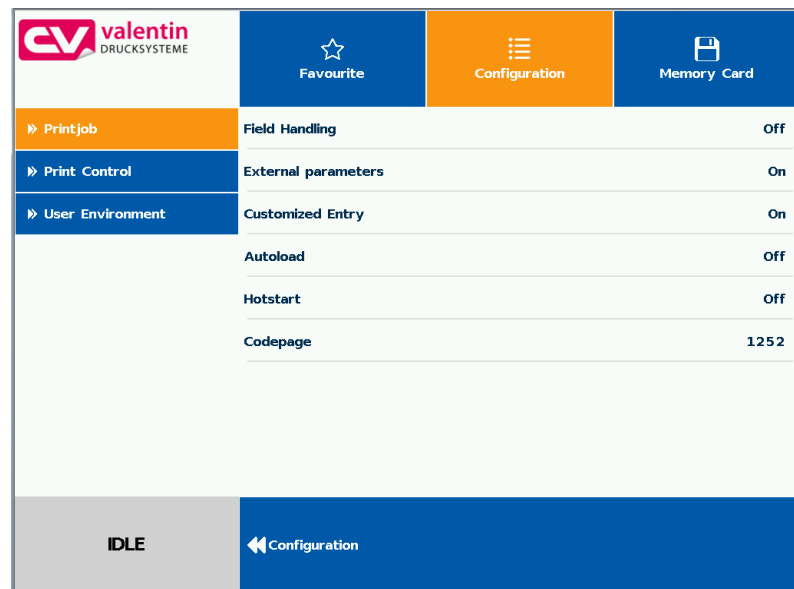 CV valentin
DRUCKSYSTEME
Favourite
Configuration
Memory Card
Printjob
Print Control
User Environment
Field Handling Off
External parameters On
Customized Entry On
Autoload Off
Hotstart Off
Codepage 1252
IDLE
Configuration